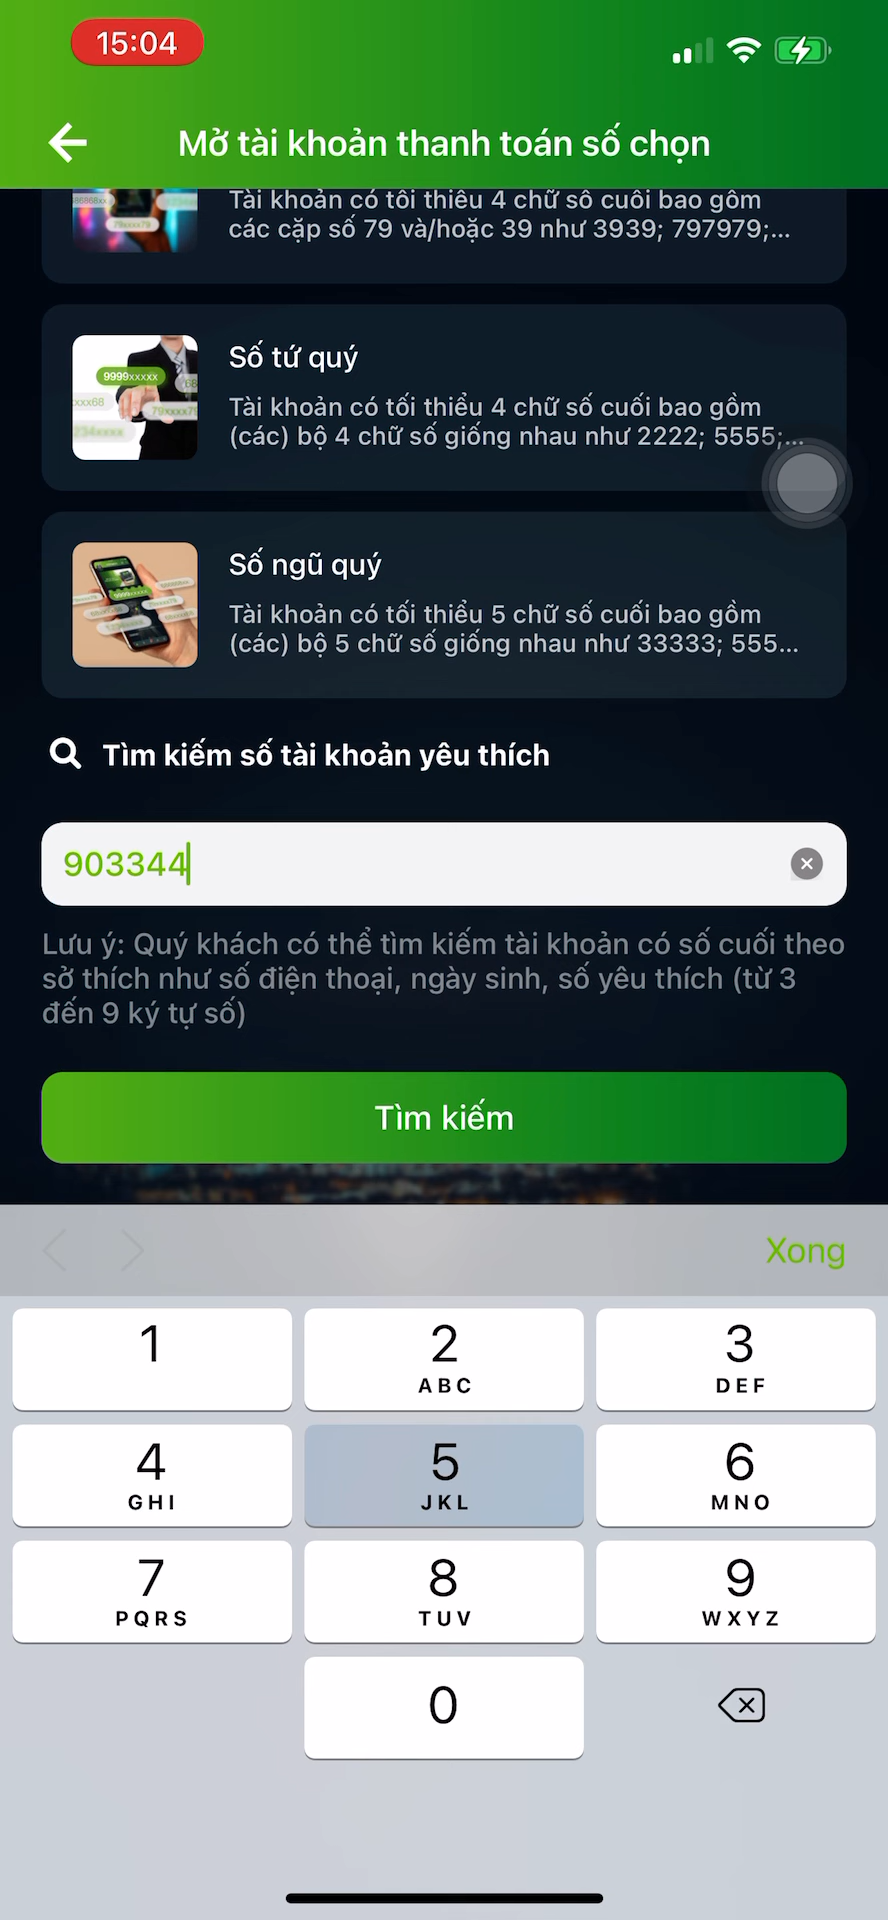 15:04
Mở tài khoản thanh toán số chọn
Tài khoản có tối thiểu 4 chữ số cuối bao gồm
các cặp số 79 và/hoặc 39 như 3939; 797979;...
9999xxxxx
Số tứ quý
Tài khoản có tối thiểu 4 chữ số cuối bao gồm
(các) bộ 4 chữ số giống nhau như 2222; 5555;...
Số ngũ quý
Tài khoản có tối thiểu 5 chữ số cuối bao gồm
(các) bộ 5 chữ số giống nhau như 33333; 555...
Tìm kiếm số tài khoản yêu thích
903344
Lưu ý: Quý khách có thể tìm kiếm tài khoản có số cuối theo
sở thích như số điện thoại, ngày sinh, số yêu thích (từ 3
đến 9 ký tự số)
Tìm kiếm
Xong
1
2
ABC
3
DEF
4
GHI
5
JKL
6
MNO
7
PQRS
8
TUV
9
WXYZ
0